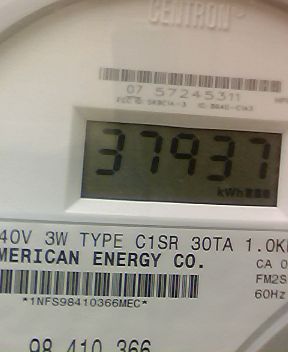 CENTRON
07 57245311
37937
kWh
40V 3W TYPE C1SR 30TA 1.0K
MERICAN ENERGY CO.
CA 0
FM2S
60Hz
*1NFS98410366MEC*
98 410 366